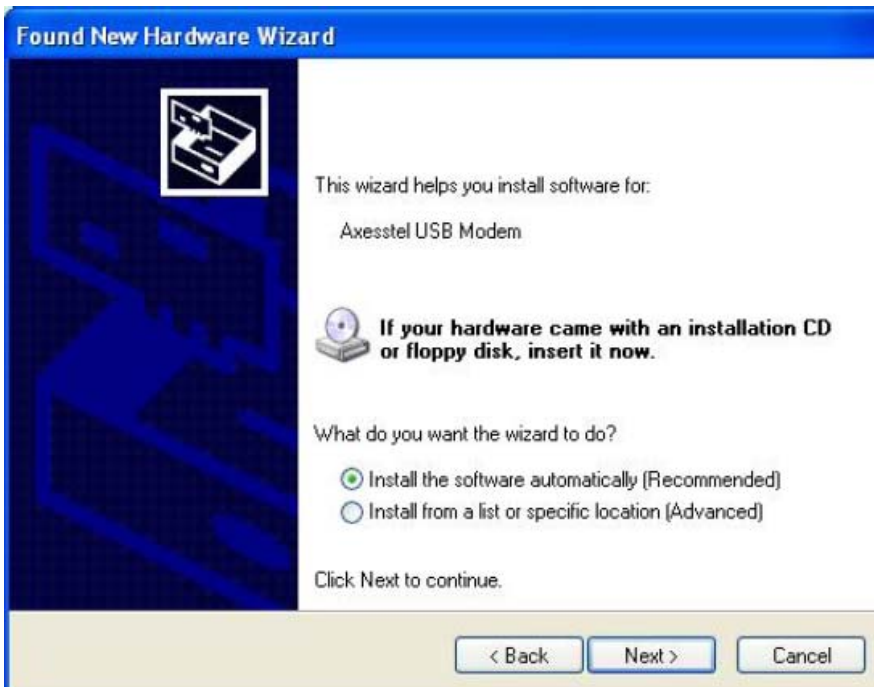 Found New Hardware Wizard
This wizard helps you install software for:
Axesstel USB Modem
If your hardware came with an installation CD
or floppy disk, insert it now.
What do you want the wizard to do?
Install the software automatically (Recommended)
Install from a list or specific location (Advanced)
Click Next to continue.
< Back Next > Cancel